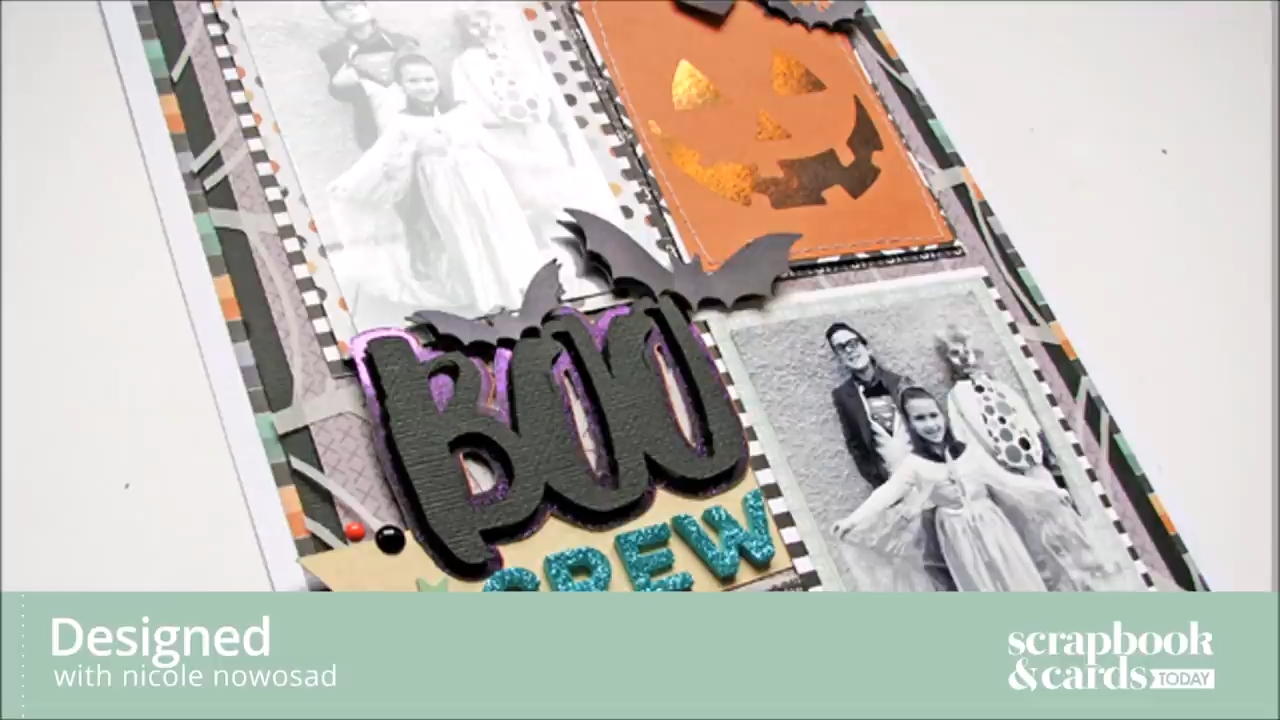 BOO
CREW
Designed
with nicole nowosad
scrapbook
&cards TODAY